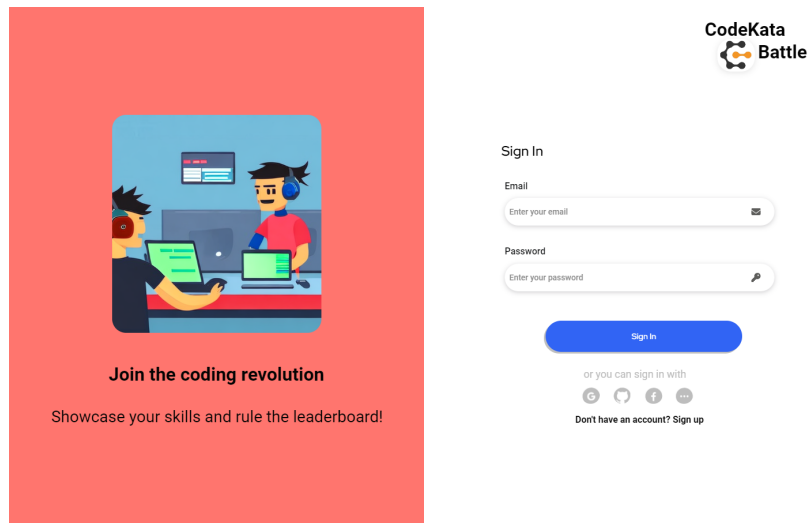 Join the coding revolution
Showcase your skills and rule the leaderboard!
CodeKata
Battle
Sign In
Email
Enter your email
Password
Enter your password
Sign In
or you can sign in with
Don't have an account? Sign up